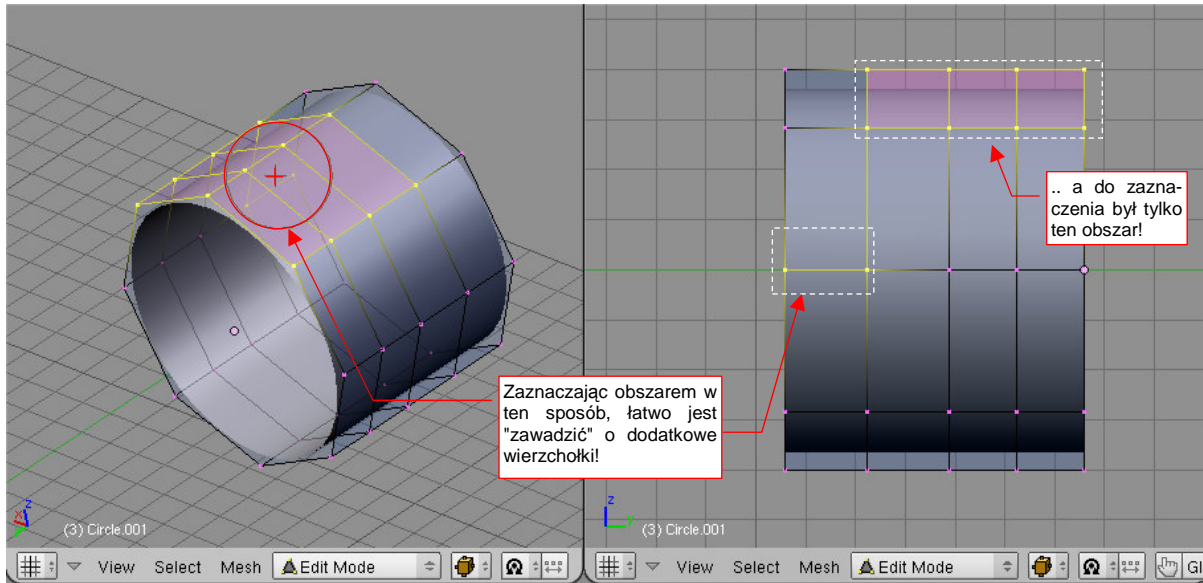 .. a do zazna-
czenia był tylko
ten obszar!
Zaznaczając obszarem w
ten sposób, łatwo jest
"zawadzić" o dodatkowe
wierzchołki!
z
x
(3) Circle.001
z
y
(3) Circle.001
View Select Mesh Edit Mode
View Select Mesh Edit Mode Gl